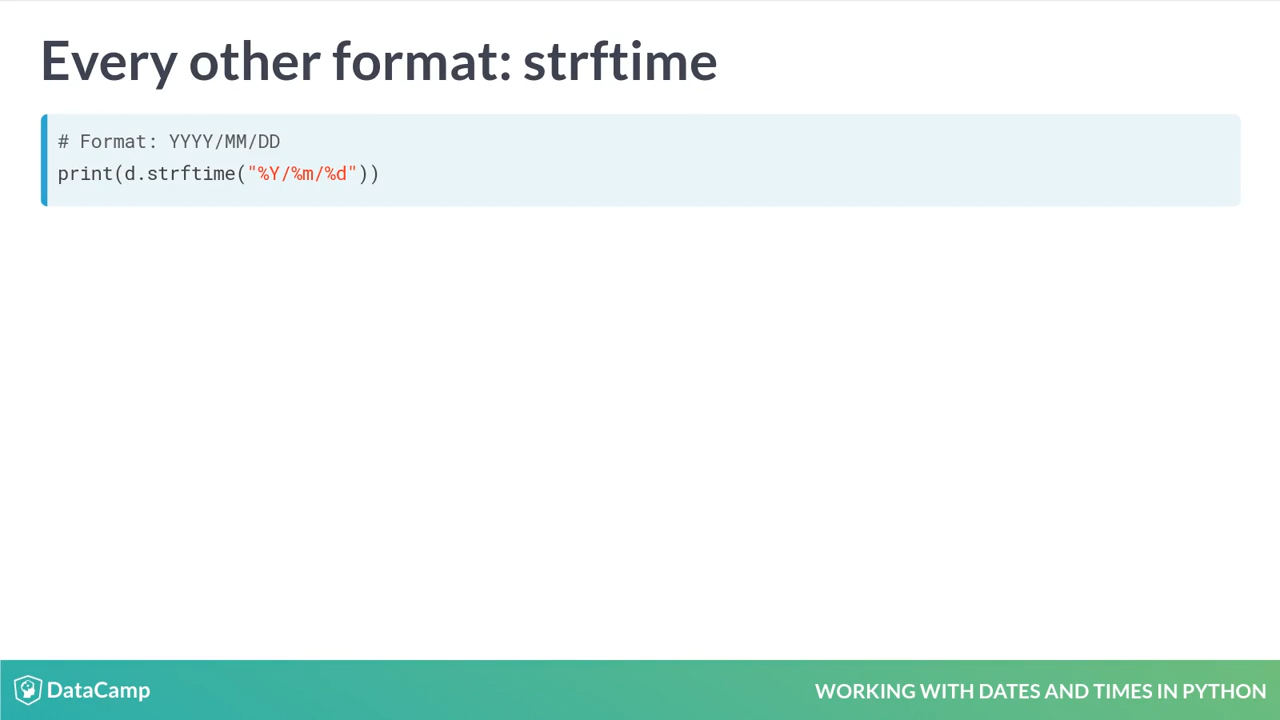 Every other format: strftime
# Format: YYYY/MM/DD
print(d.strftime("%Y/%m/%d"))
DataCamp
WORKING WITH DATES AND TIMES IN PYTHON